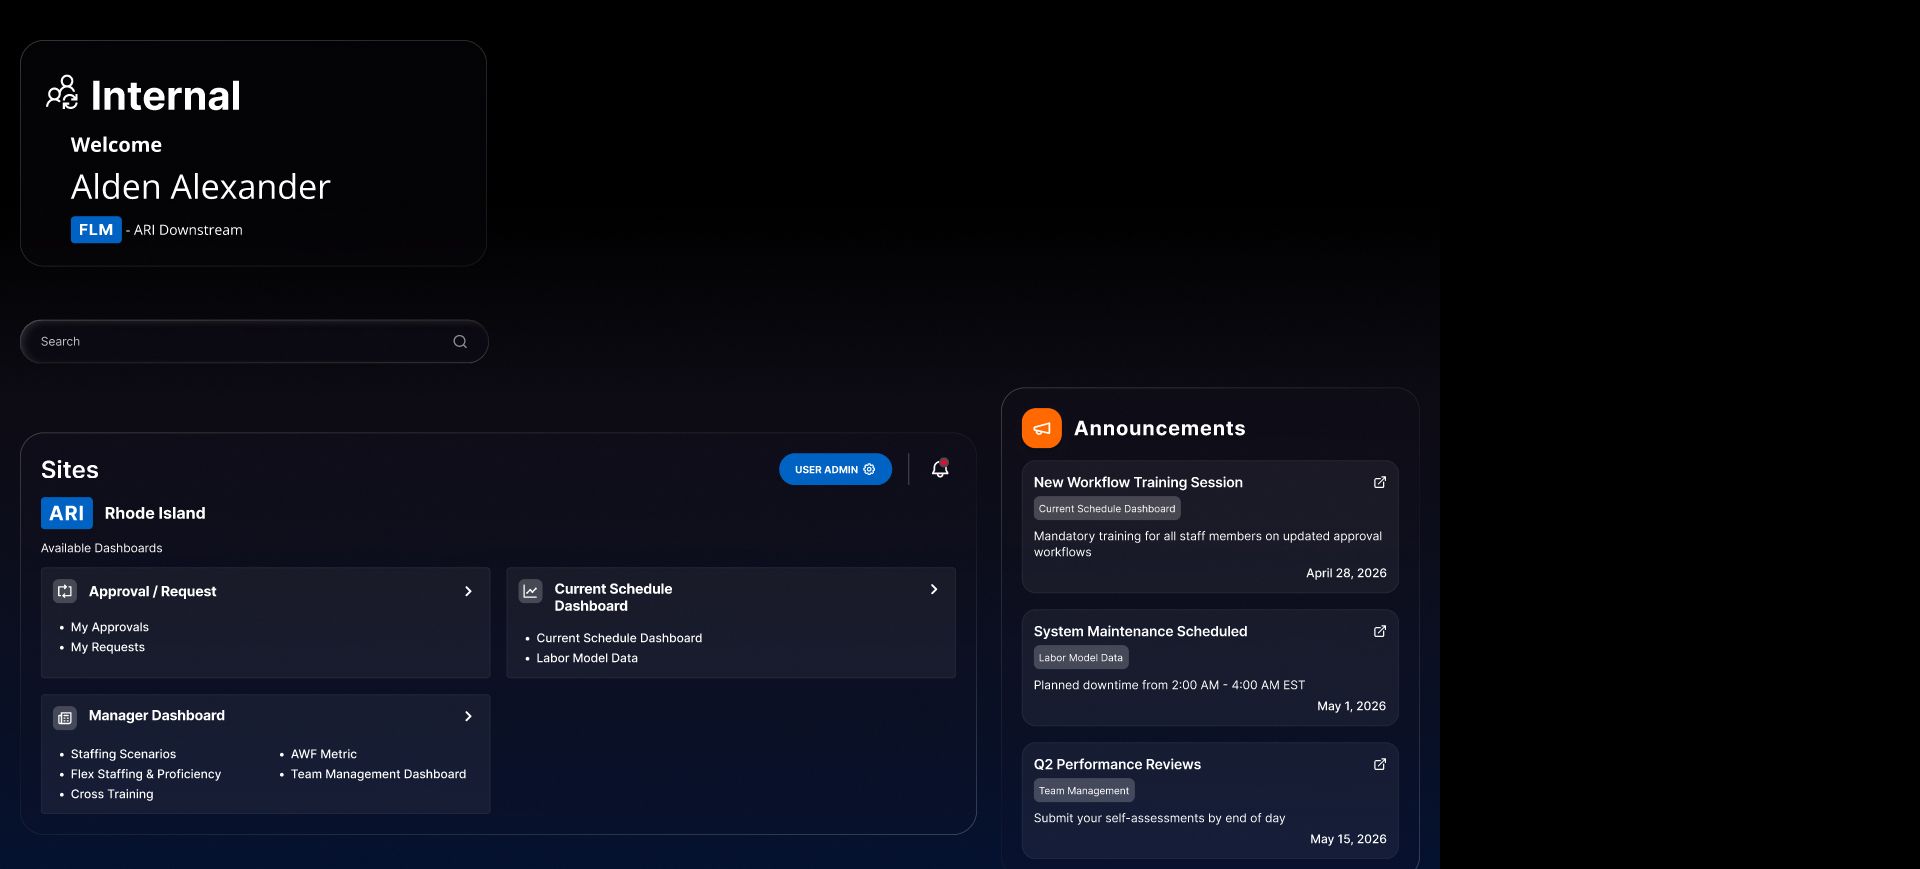 Internal
Welcome
Alden Alexander
FLM - ARI Downstream
Search
Sites
USER ADMIN
ARI Rhode Island
Available Dashboards
Approval / Request
• My Approvals
• My Requests
Current Schedule
Dashboard
• Current Schedule Dashboard
• Labor Model Data
Manager Dashboard
• Staffing Scenarios
• Flex Staffing & Proficiency
• Cross Training
• AWF Metric
• Team Management Dashboard
Announcements
New Workflow Training Session
Current Schedule Dashboard
Mandatory training for all staff members on updated approval
workflows
April 28, 2026
System Maintenance Scheduled
Labor Model Data
Planned downtime from 2:00 AM - 4:00 AM EST
May 1, 2026
Q2 Performance Reviews
Team Management
Submit your self-assessments by end of day
May 15, 2026